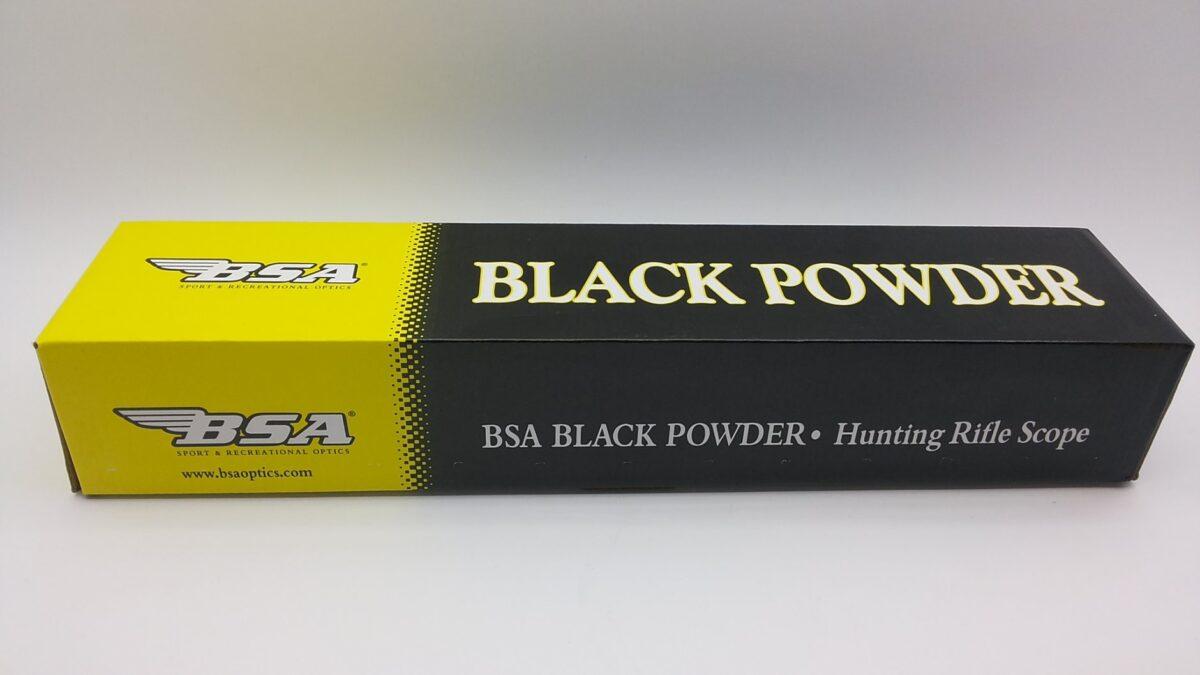 BSA®
SPORT & RECREATIONAL OPTICS
BLACK POWDER
BSA®
SPORT & RECREATIONAL OPTICS
www.bsaoptics.com
BSA BLACK POWDER• Hunting Rifle Scope